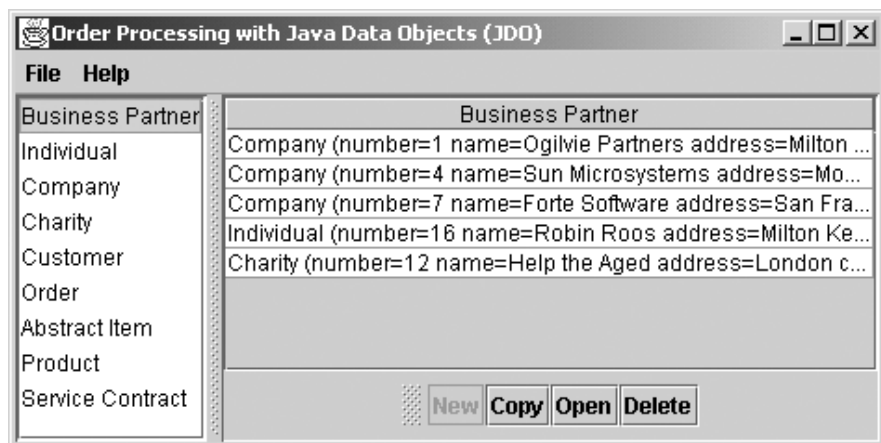 Order Processing with Java Data Objects (JDO)
File Help
Business Partner
Individual
Company
Charity
Customer
Order
Abstract Item
Product
Service Contract
Business Partner
Company (number=1 name=Ogilvie Partners address=Milton ...
Company (number=4 name=Sun Microsystems address=Mo...
Company (number=7 name=Forte Software address=San Fra...
Individual (number=16 name=Robin Roos address=Milton Ke...
Charity (number=12 name=Help the Aged address=London c...
New Copy Open Delete